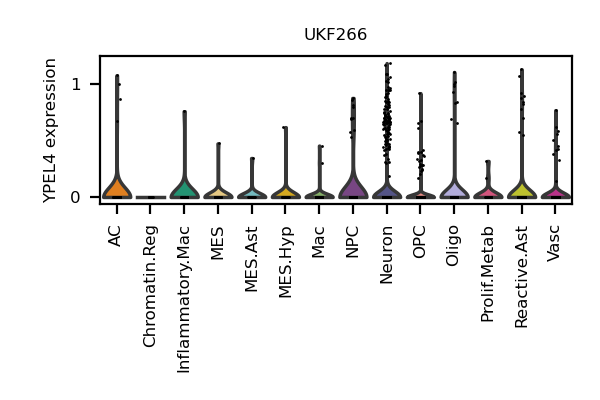 UKF266
YPEL4 expression
1
0
AC
Chromatin.Reg
Inflammatory.Mac
MES
MES.Ast
MES.Hyp
Mac
NPC
Neuron
OPC
Oligo
Prolif.Metab
Reactive.Ast
Vasc